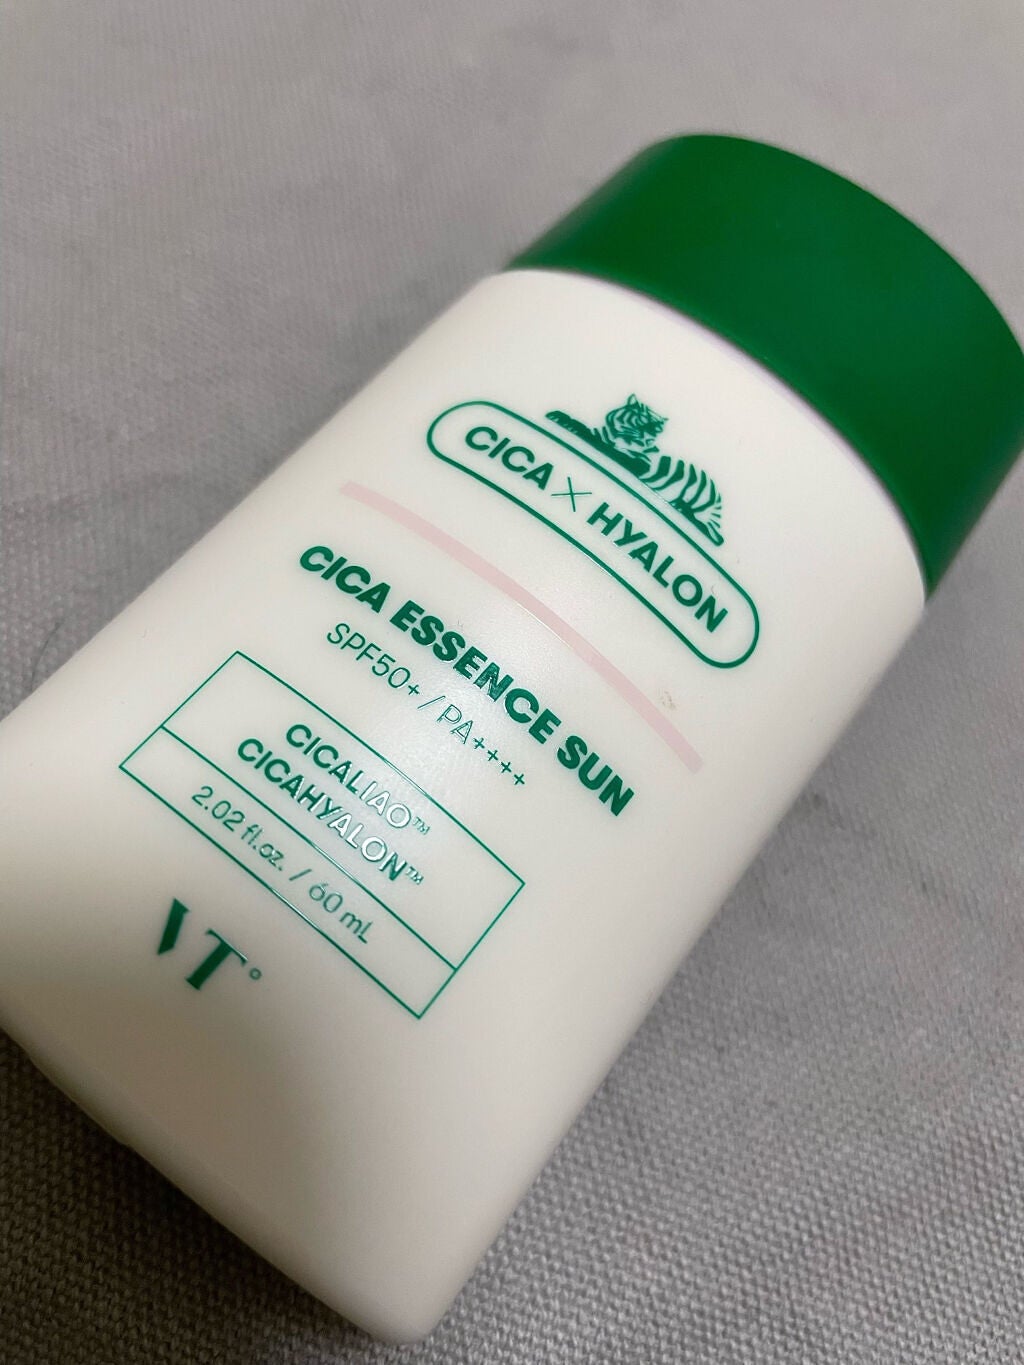 CICA X HYALON
CICA ESSENCE SUN
SPF50+ / PA++++
CICALIAO™
CICAHYALON™
2.02 fl.oz. / 60 mL
VT